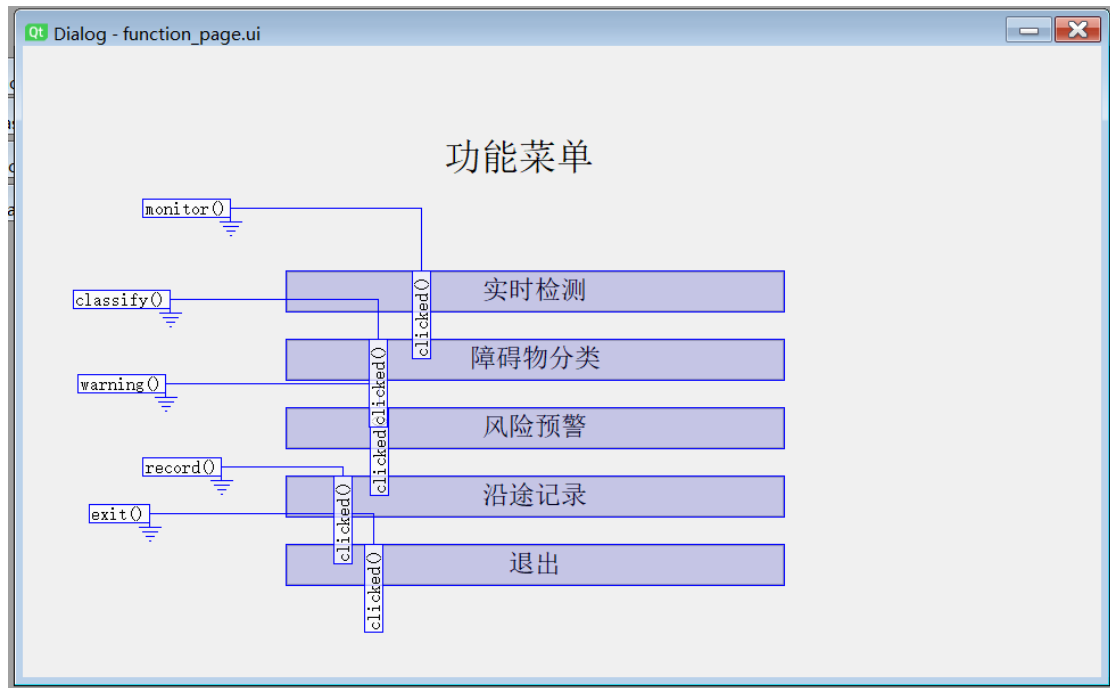 Qt Dialog - function_page.ui
功能菜单
monitor()
clicked()
实时检测
classify()
clicked()
障碍物分类
warning()
clicked
风险预警
record()
clicked()
沿途记录
exit()
clicked()
退出